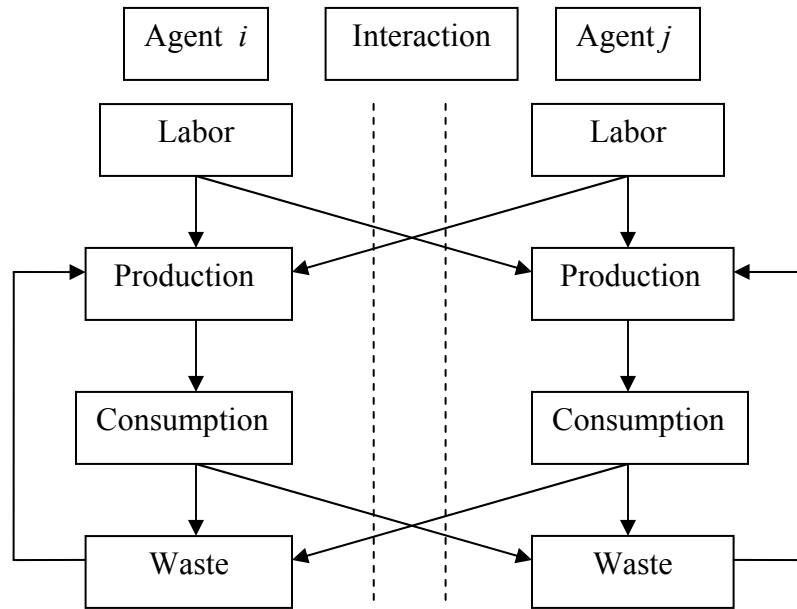 Agent i
Interaction
Agent j
Labor
Labor
Production
Production
Consumption
Consumption
Waste
Waste